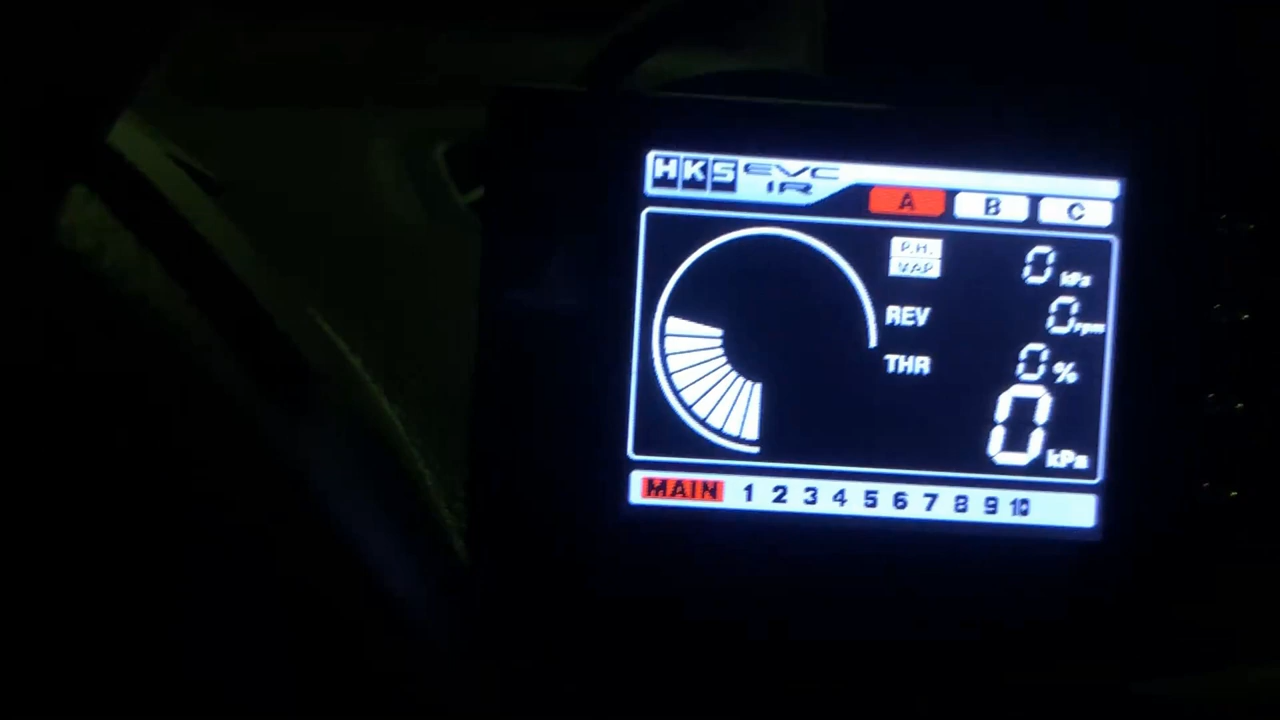 HKS EVC
IR
A B C
P.H.
MAP
0 kPa
REV 0 rpm
THR 0 %
0 kPa
MAIN 1 2 3 4 5 6 7 8 9 10